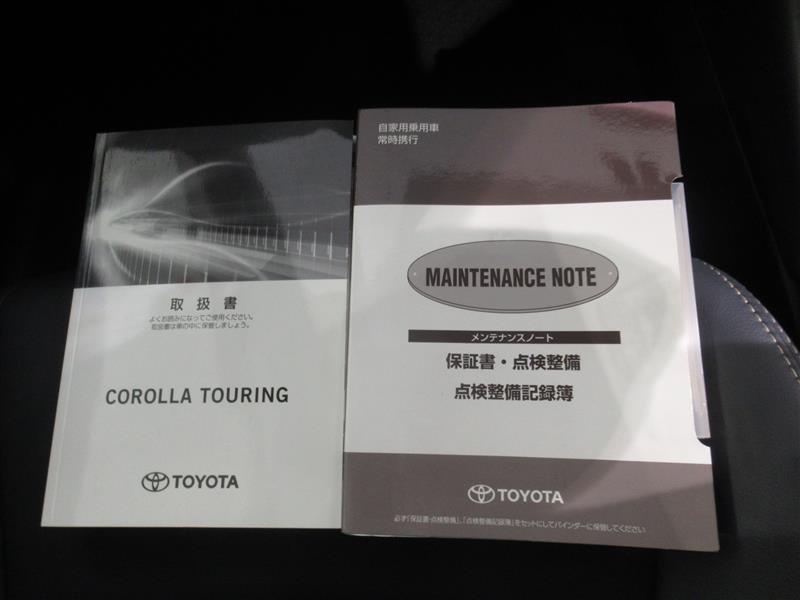 取扱書
よくお読みになってご使用ください。
取扱書は車の中に保管しましょう。
COROLLA TOURING
TOYOTA
自家用乗用車
常時携行
MAINTENANCE NOTE
メンテナンスノート
保証書・点検整備
点検整備記録簿
TOYOTA
必ず「保証書・点検整備」、「点検整備記録簿」をセットにしてバインダーに保管してください